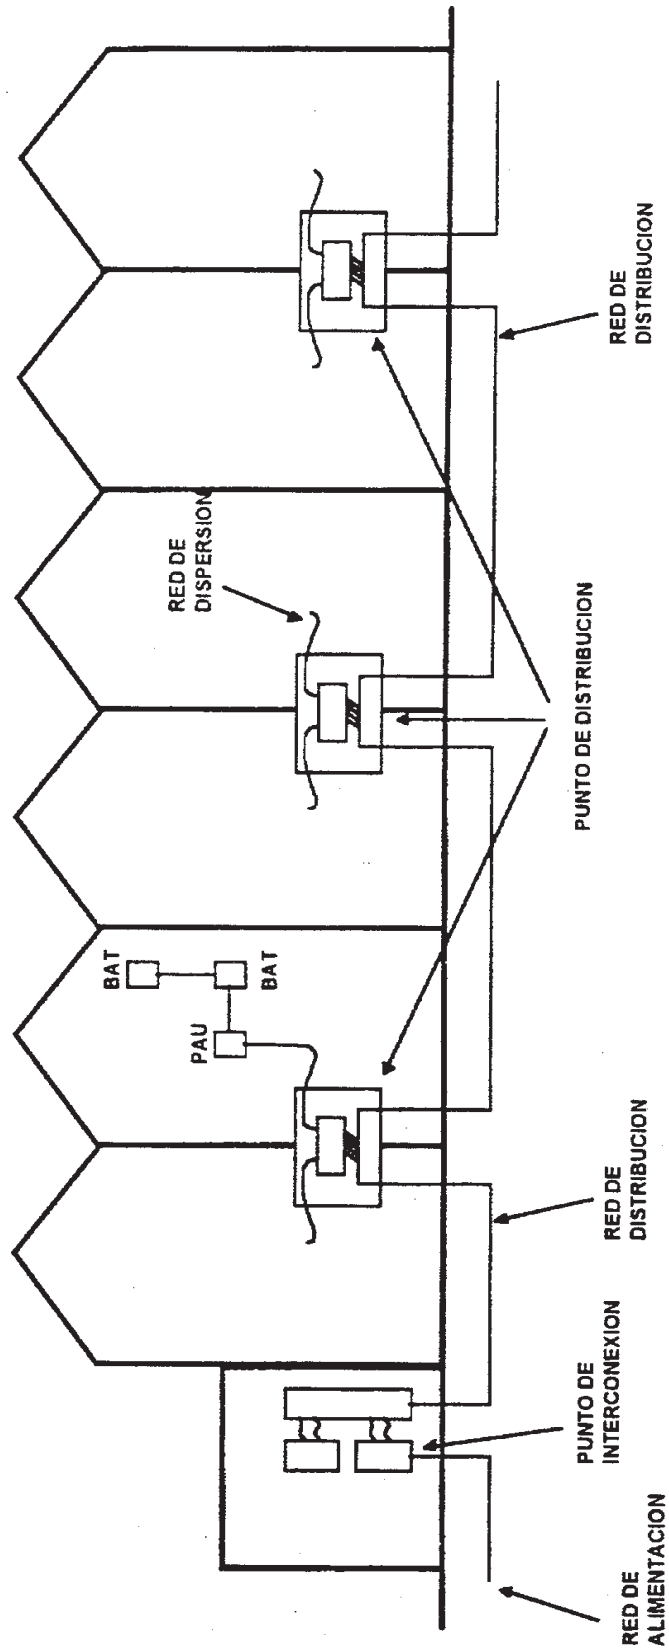 RED DE
ALIMENTACION
PUNTO DE
INTERCONEXION
RED DE
DISTRIBUCION
PAU
BAT
BAT
PUNTO DE DISTRIBUCION
RED DE
DISPERSION
RED DE
DISTRIBUCION